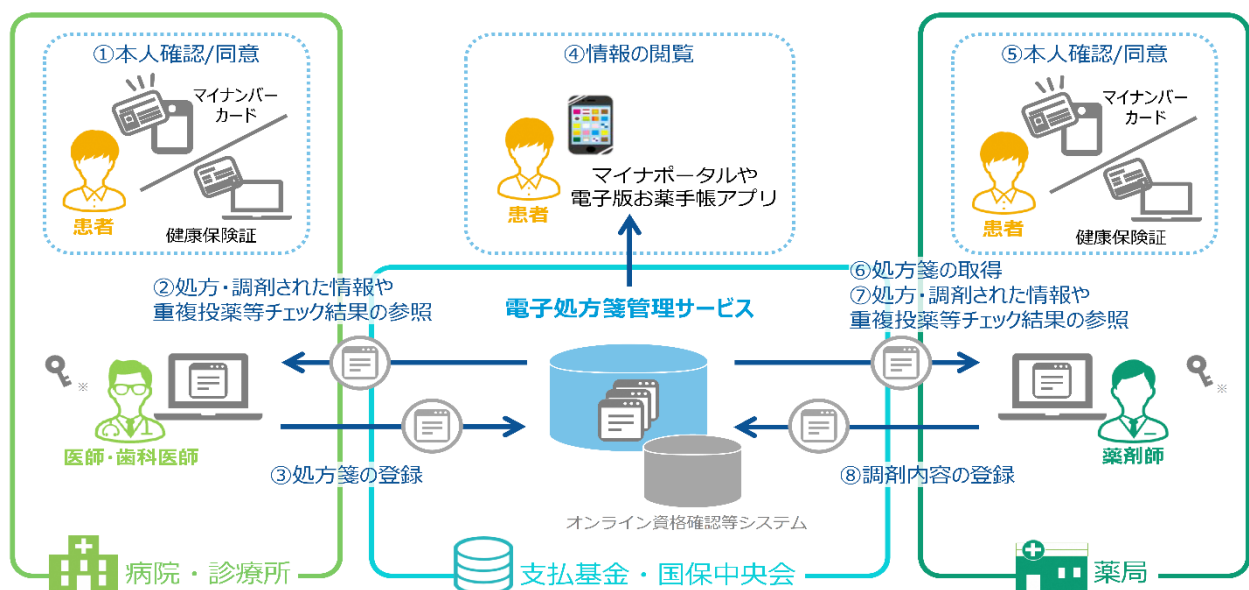 ①本人確認/同意
マイナンバー
カード
患者
健康保険証
②処方・調剤された情報や
重複投薬等チェック結果の参照
※
医師・歯科医師
③処方箋の登録
病院・診療所
④情報の閲覧
マイナポータルや
電子版お薬手帳アプリ
患者
電子処方箋管理サービス
オンライン資格確認等システム
支払基金・国保中央会
⑤本人確認/同意
マイナンバー
カード
患者
健康保険証
⑥処方箋の取得
⑦処方・調剤された情報や
重複投薬等チェック結果の参照
※
薬剤師
⑧調剤内容の登録
薬局